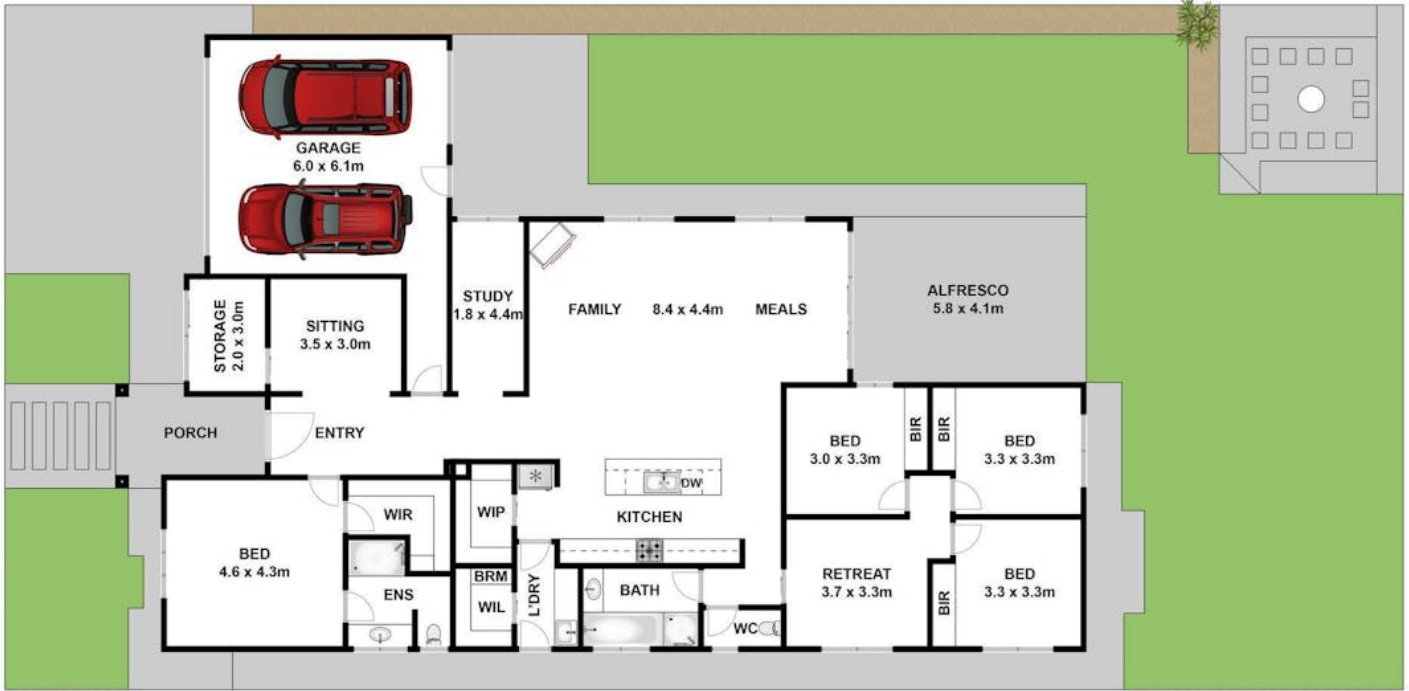 GARAGE
6.0 x 6.1m
STORAGE
2.0 x 3.0m
SITTING
3.5 x 3.0m
STUDY
1.8 x 4.4m
FAMILY 8.4 x 4.4m MEALS
ALFRESCO
5.8 x 4.1m
PORCH
ENTRY
BED
3.0 x 3.3m
BIR
BIR
BED
3.3 x 3.3m
DW
KITCHEN
WIR
WIP
BED
4.6 x 4.3m
ENS
BRM
WIL
L'DRY
BATH
WC
RETREAT
3.7 x 3.3m
BIR
BED
3.3 x 3.3m